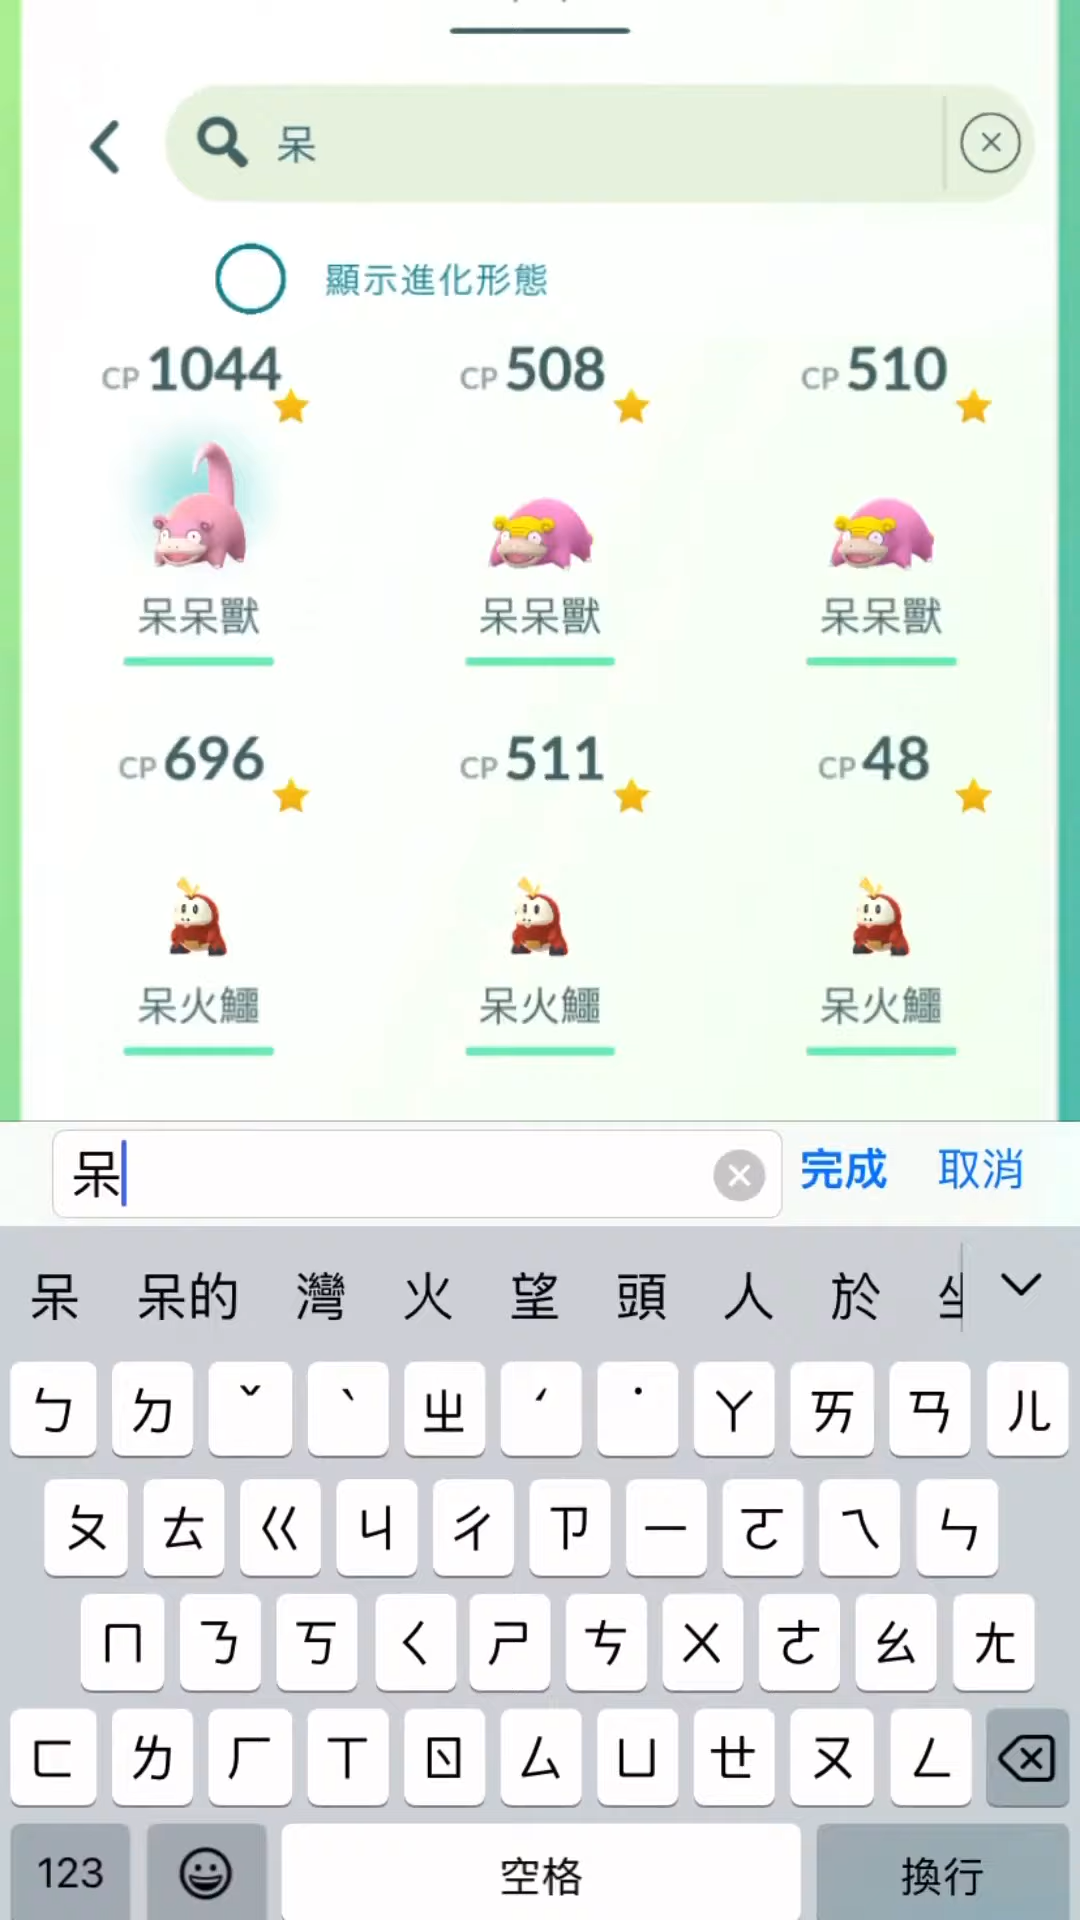 呆
顯示進化形態
CP 1044 CP 508 CP 510
呆呆獸 呆呆獸 呆呆獸
CP 696 CP 511 CP 48
呆火鱷 呆火鱷 呆火鱷
呆 完成 取消
呆 呆的 灣 火 望 頭 人 於
ㄅ ㄉ ˇ ˋ ㄓ ˊ ˙ ㄚ ㄞ ㄢ ㄦ
ㄆ ㄊ ㄍ ㄐ ㄔ ㄗ ㄧ ㄛ ㄟ ㄣ
ㄇ ㄋ ㄎ ㄑ ㄕ ㄘ ㄨ ㄜ ㄠ ㄤ
ㄈ ㄌ ㄏ ㄒ ㄖ ㄙ ㄩ ㄝ ㄡ ㄥ
123 空格 換行